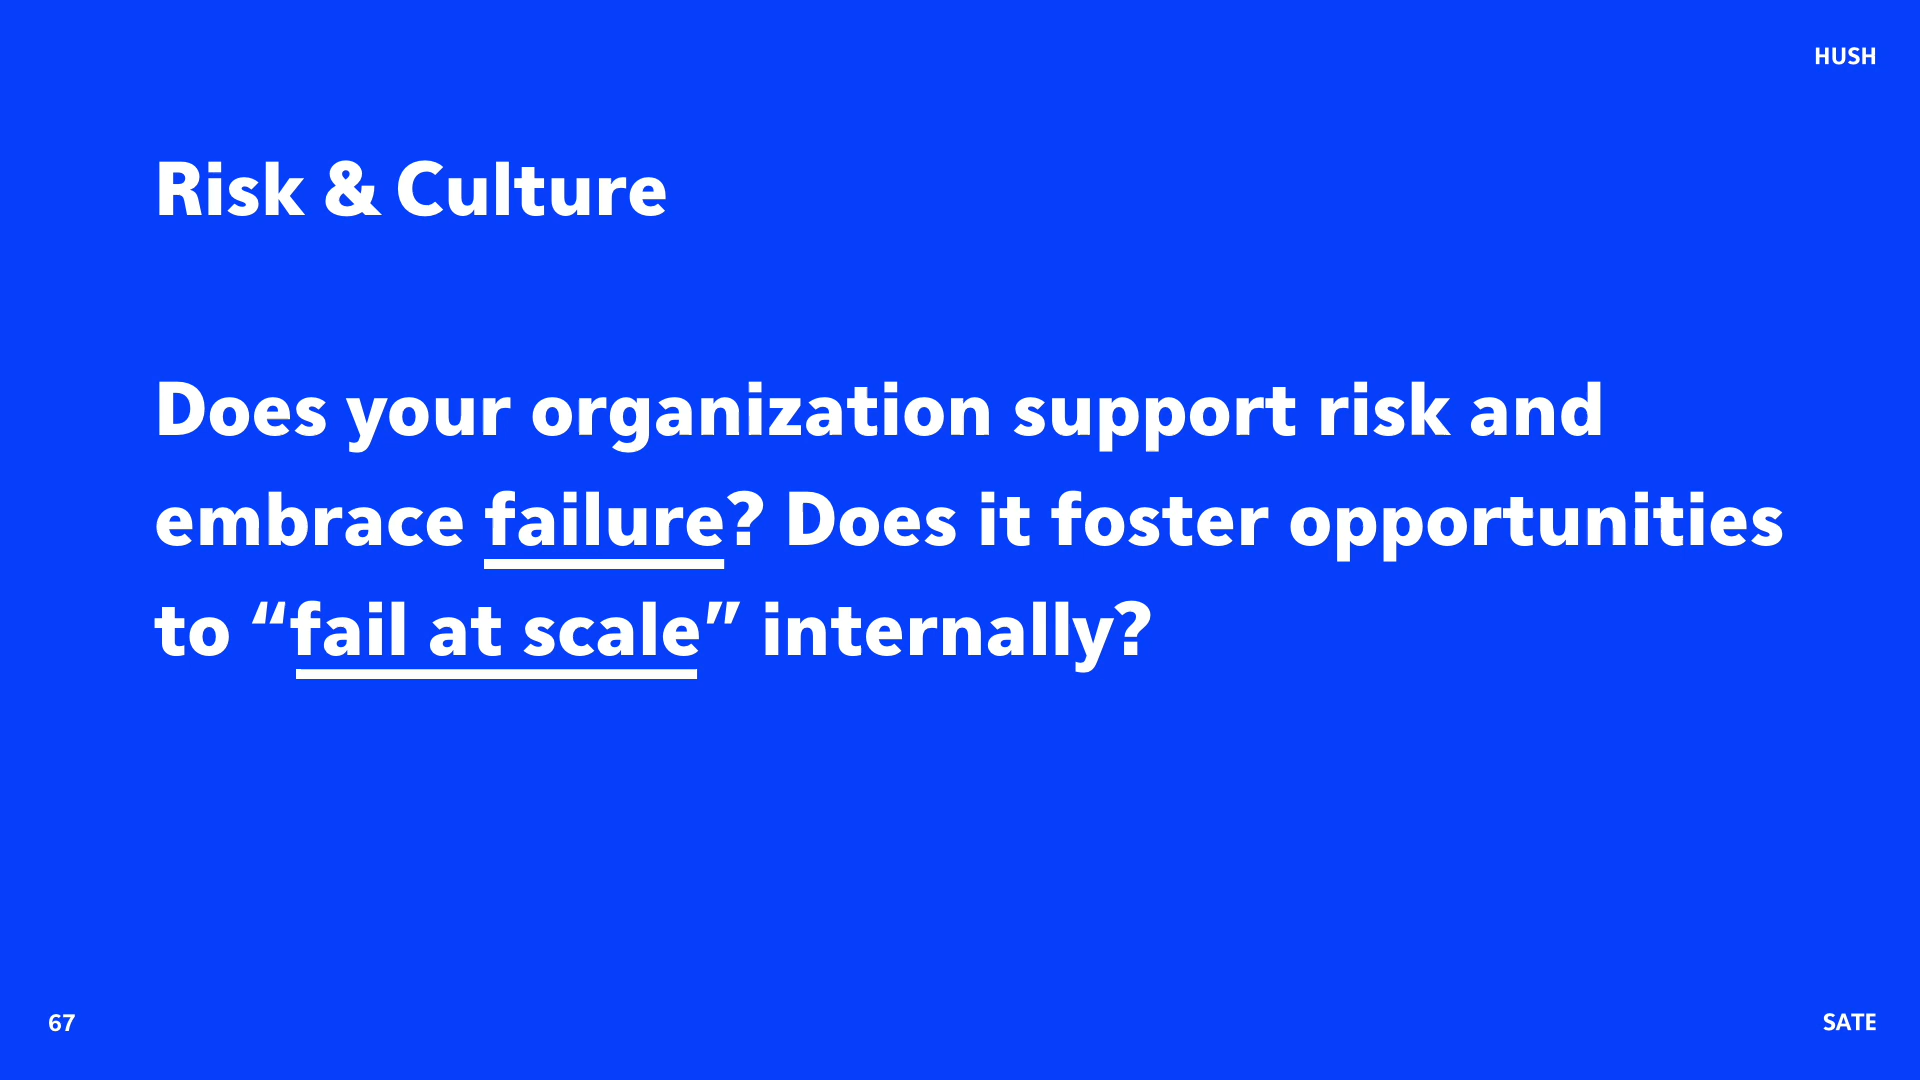 HUSH
Risk & Culture
Does your organization support risk and
embrace failure? Does it foster opportunities
to “fail at scale” internally?
67
SATE